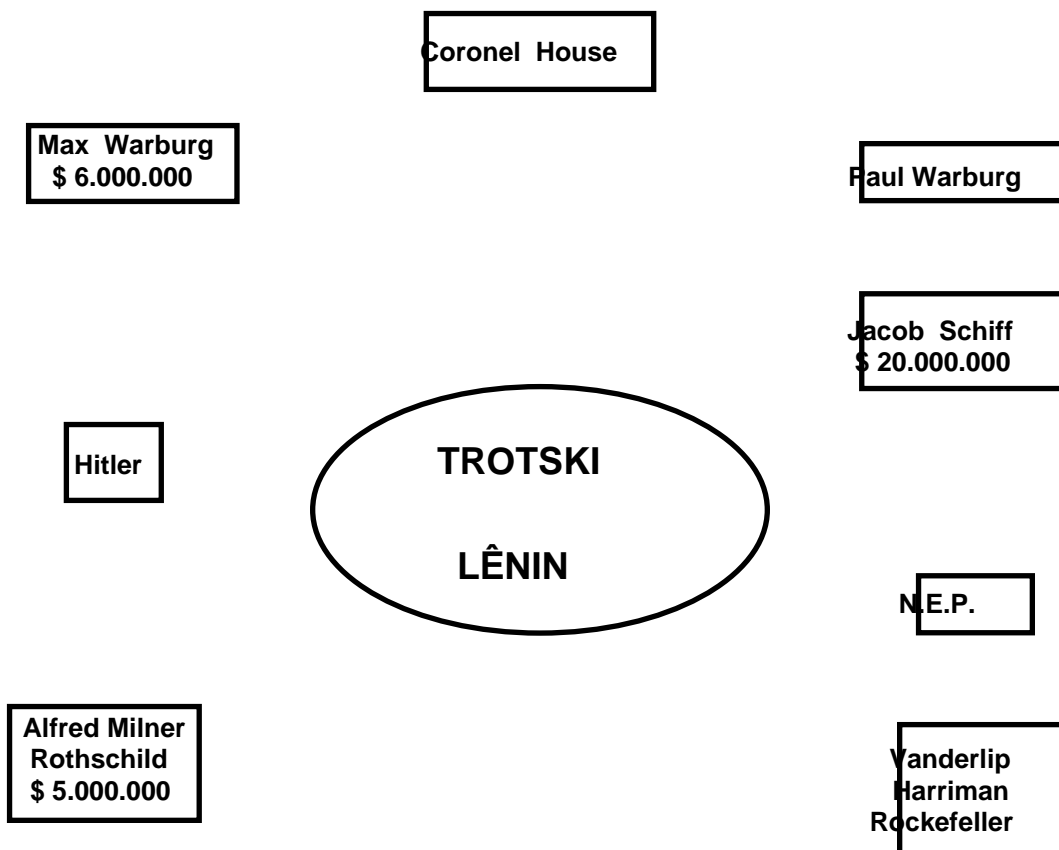 Coronel House
Max Warburg
$ 6.000.000
Paul Warburg
Jacob Schiff
$ 20.000.000
Hitler
TROTSKI
LÊNIN
N.E.P.
Alfred Milner
Rothschild
$ 5.000.000
Vanderlip
Harriman
Rockefeller